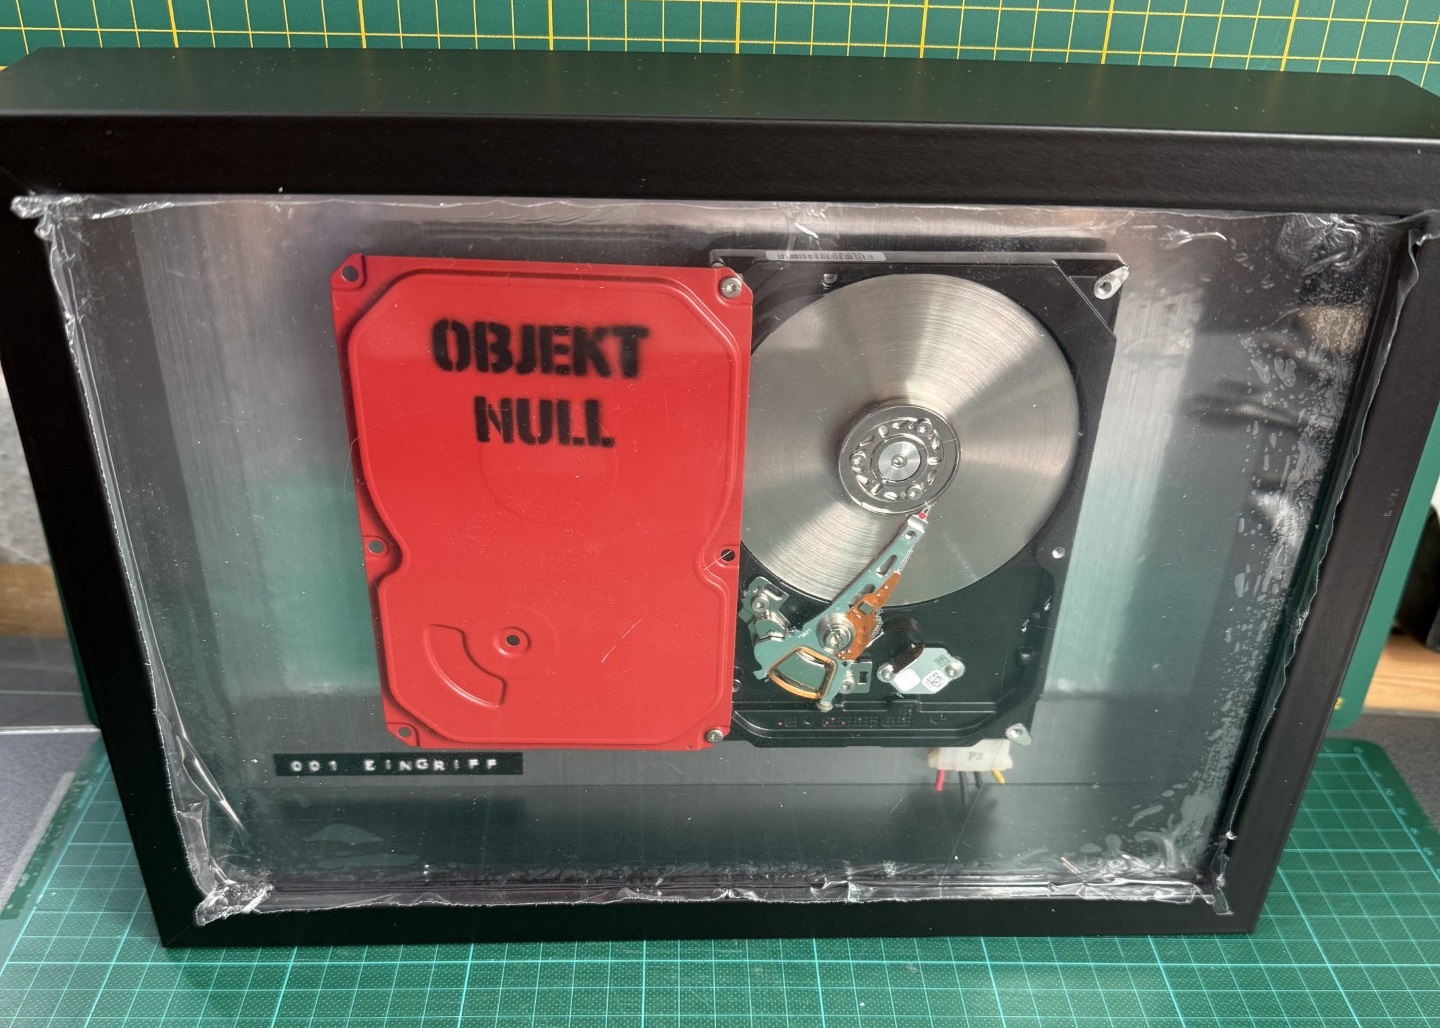 OBJEKT
NULL
001 EINGRIFF
P3